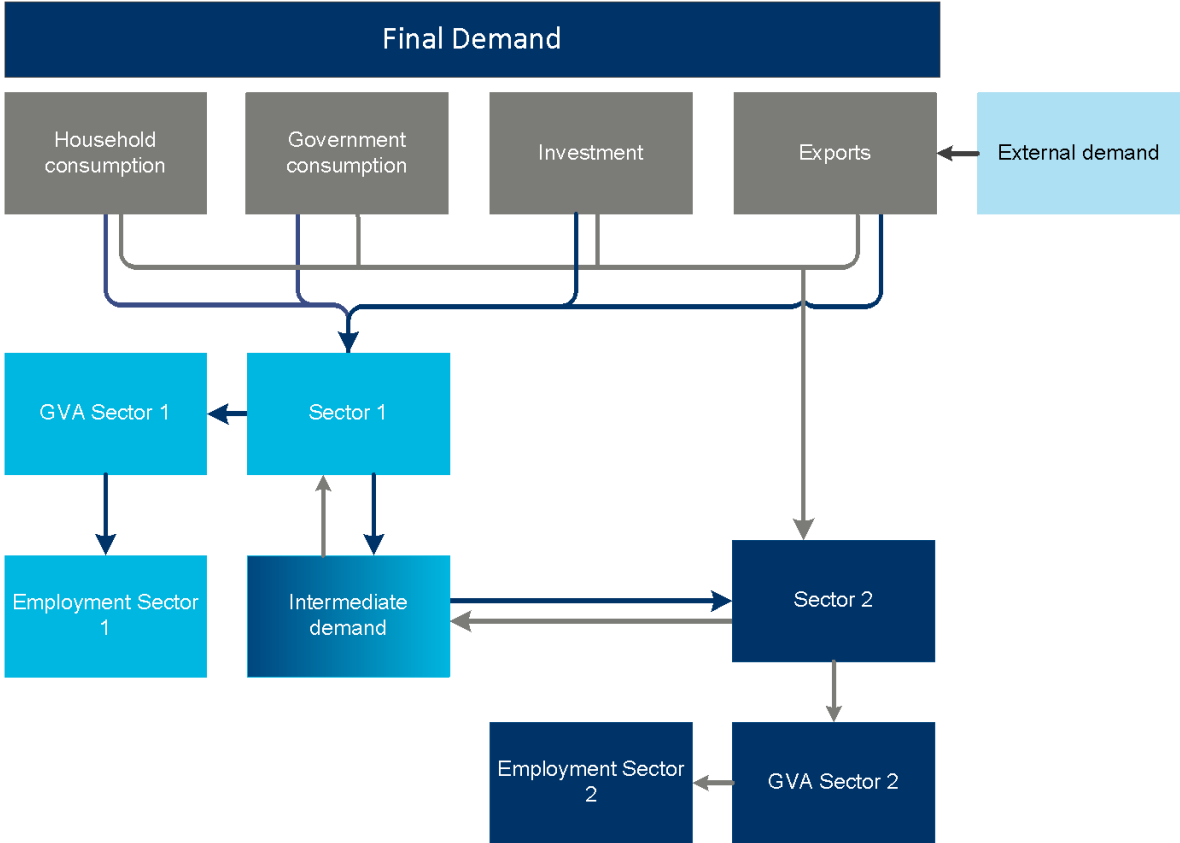 Final Demand
Household
consumption
Government
consumption
Investment
Exports
External demand
GVA Sector 1
Sector 1
Employment Sector
1
Intermediate
demand
Sector 2
Employment Sector
2
GVA Sector 2